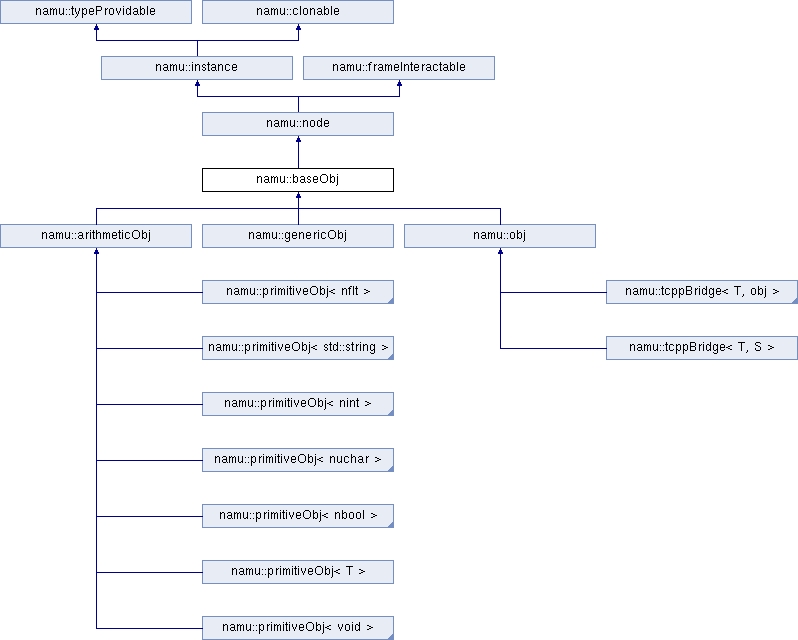 namu::typeProvidable
namu::clonable
namu::instance
namu::frameInteractable
namu::node
namu::baseObj
namu::arithmeticObj
namu::genericObj
namu::obj
namu::primitiveObj< nflt >
namu::tcppBridge< T, obj >
namu::primitiveObj< std::string >
namu::tcppBridge< T, S >
namu::primitiveObj< nint >
namu::primitiveObj< nuchar >
namu::primitiveObj< nbool >
namu::primitiveObj< T >
namu::primitiveObj< void >